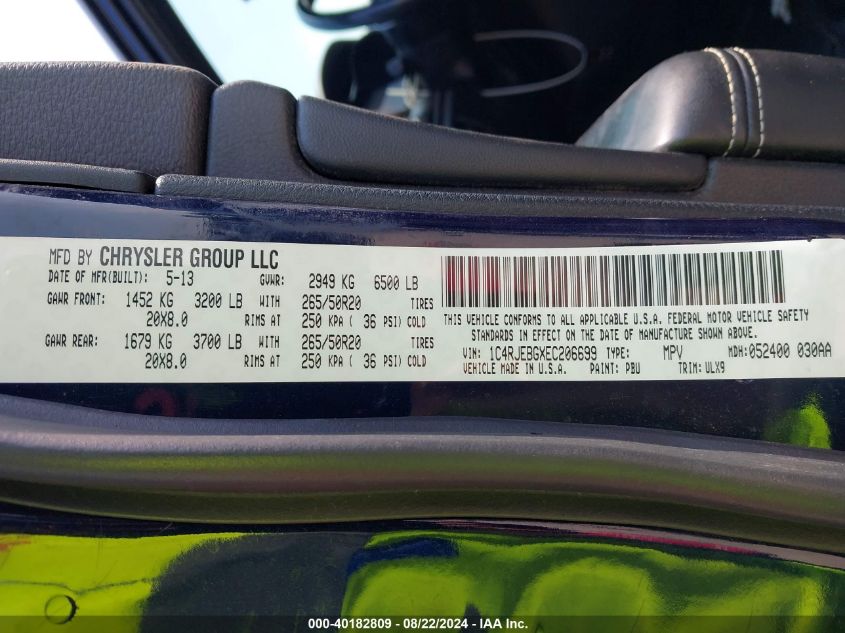 MFD BY CHRYSLER GROUP LLC
DATE OF MFR(BUILT): 5-13 GVWR: 2949 KG 6500 LB
GAWR FRONT: 1452 KG 3200 LB WITH 265/50R20 TIRES
20X8.0 RIMS AT 250 KPA ( 36 PSI) COLD
GAWR REAR: 1679 KG 3700 LB WITH 265/50R20 TIRES
20X8.0 RIMS AT 250 KPA ( 36 PSI) COLD
THIS VEHICLE CONFORMS TO ALL APPLICABLE U.S.A. FEDERAL MOTOR VEHICLE SAFETY
STANDARDS IN EFFECT ON THE DATE OF MANUFACTURE SHOWN ABOVE.
VIN: 1C4RJEBGXEC206699 TYPE: MPV MDH: 052400 030AA
VEHICLE MADE IN U.S.A. PAINT: PBU TRIM: ULX9
000-40182809 - 08/22/2024 - IAA Inc.